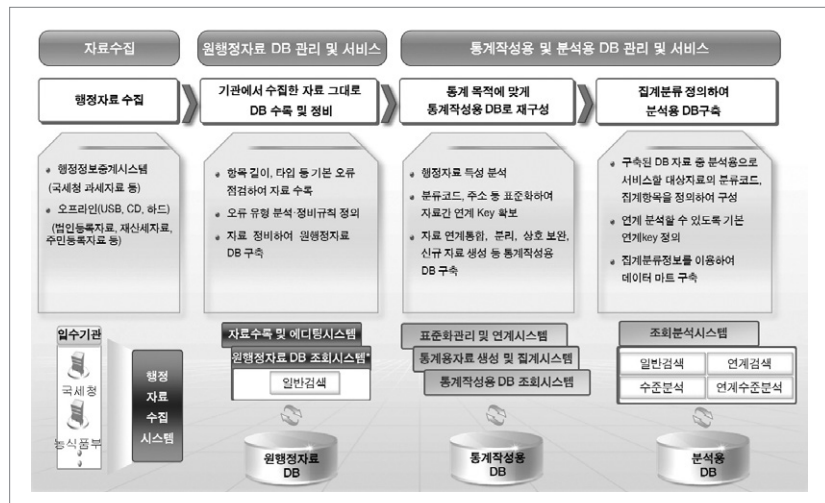 자료수집
원행정자료 DB 관리 및 서비스
통계작성용 및 분석용 DB 관리 및 서비스
행정자료 수집
기관에서 수집한 자료 그대로
DB 수록 및 정비
통계 목적에 맞게
통계작성용 DB로 재구성
집계분류 정의하여
분석용 DB구축
행정정보중계시스템
(국세청 과세자료 등)
오프라인(USB, CD, 하드)
(법인등록자료, 재산세자료,
주민등록자료 등)
항목 길이, 타입 등 기본 오류
점검하여 자료 수록
오류 유형 분석·정비규칙 정의
자료 정비하여 원행정자료
DB 구축
행정자료 특성 분석
분류코드, 주소 등 표준화하여
자료간 연계 Key 확보
자료 연계통합, 분리, 상호 보완,
신규 자료 생성 등 통계작성용
DB 구축
구축된 DB 자료 중 분석용으로
서비스할 대상자료의 분류코드,
집계항목을 정의하여 구성
연계 분석할 수 있도록 기본
연계key 정의
집계분류정보를 이용하여
데이터 마트 구축
입수기관
국세청
농식품부
행정
자료
수집
시스템
자료수록 및 에디팅시스템
원행정자료 DB 조회시스템*
일반검색
원행정자료
DB
표준화관리 및 연계시스템
통계용자료 생성 및 집계시스템
통계작성용 DB 조회시스템
통계작성용
DB
조회분석시스템
일반검색 연계검색
수준분석 연계수준분석
분석용
DB